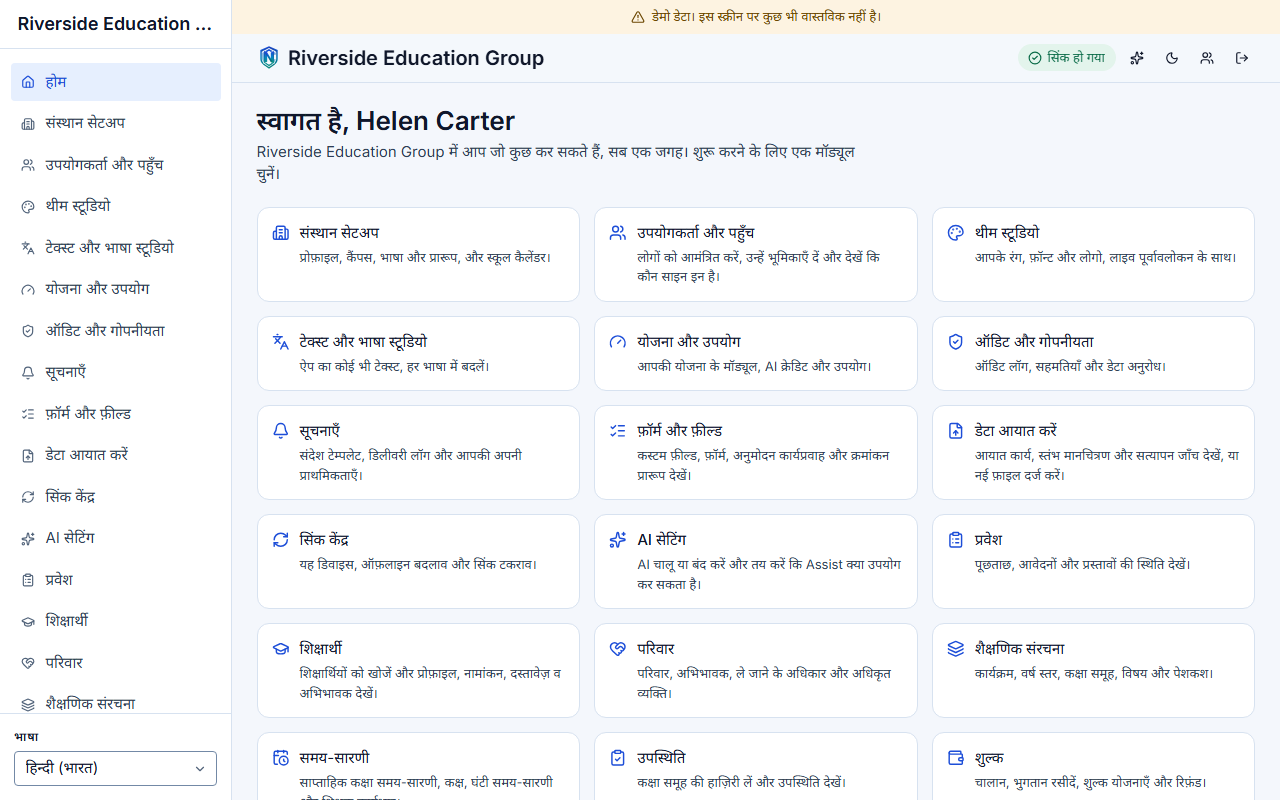 Riverside Education ...
होम
संस्थान सेटअप
उपयोगकर्ता और पहुँच
थीम स्टूडियो
टेक्स्ट और भाषा स्टूडियो
योजना और उपयोग
ऑडिट और गोपनीयता
सूचनाएँ
फ़ॉर्म और फ़ील्ड
डेटा आयात करें
सिंक केंद्र
AI सेटिंग
प्रवेश
शिक्षार्थी
परिवार
शैक्षणिक संरचना
भाषा
हिन्दी (भारत)
डेमो डेटा। इस स्क्रीन पर कुछ भी वास्तविक नहीं है।
Riverside Education Group
सिंक हो गया
स्वागत है, Helen Carter
Riverside Education Group में आप जो कुछ कर सकते हैं, सब एक जगह। शुरू करने के लिए एक मॉड्यूल
चुनें।
संस्थान सेटअप
प्रोफ़ाइल, कैंपस, भाषा और प्रारूप, और स्कूल कैलेंडर।
उपयोगकर्ता और पहुँच
लोगों को आमंत्रित करें, उन्हें भूमिकाएँ दें और देखें कि
कौन साइन इन है।
थीम स्टूडियो
आपके रंग, फ़ॉन्ट और लोगो, लाइव पूर्वावलोकन के साथ।
टेक्स्ट और भाषा स्टूडियो
ऐप का कोई भी टेक्स्ट, हर भाषा में बदलें।
योजना और उपयोग
आपकी योजना के मॉड्यूल, AI क्रेडिट और उपयोग।
ऑडिट और गोपनीयता
ऑडिट लॉग, सहमतियाँ और डेटा अनुरोध।
सूचनाएँ
संदेश टेम्पलेट, डिलीवरी लॉग और आपकी अपनी
प्राथमिकताएँ।
फ़ॉर्म और फ़ील्ड
कस्टम फ़ील्ड, फ़ॉर्म, अनुमोदन कार्यप्रवाह और क्रमांकन
प्रारूप देखें।
डेटा आयात करें
आयात कार्य, स्तंभ मानचित्रण और सत्यापन जाँच देखें, या
नई फ़ाइल दर्ज करें।
सिंक केंद्र
यह डिवाइस, ऑफ़लाइन बदलाव और सिंक टकराव।
AI सेटिंग
AI चालू या बंद करें और तय करें कि Assist क्या उपयोग
कर सकता है।
प्रवेश
पूछताछ, आवेदनों और प्रस्तावों की स्थिति देखें।
शिक्षार्थी
शिक्षार्थियों को खोजें और प्रोफ़ाइल, नामांकन, दस्तावेज़ व
अभिभावक देखें।
परिवार
परिवार, अभिभावक, ले जाने के अधिकार और अधिकृत
व्यक्ति।
शैक्षणिक संरचना
कार्यक्रम, वर्ष स्तर, कक्षा समूह, विषय और पेशकश।
समय-सारणी
साप्ताहिक कक्षा समय-सारणी, कक्ष, घंटी समय-सारणी
उपस्थिति
कक्षा समूह की हाज़िरी लें और उपस्थिति देखें।
शुल्क
चालान, भुगतान रसीदें, शुल्क योजनाएँ और रिफ़ंड।